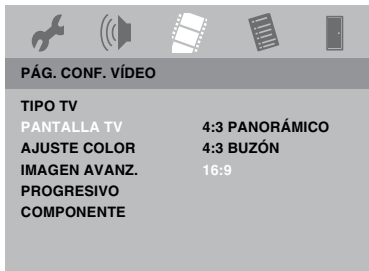 PÁG. CONF. VÍDEO
TIPO TV
PANTALLA TV 4:3 PANORÁMICO
AJUSTE COLOR 4:3 BUZÓN
IMAGEN AVANZ. 16:9
PROGRESIVO
COMPONENTE